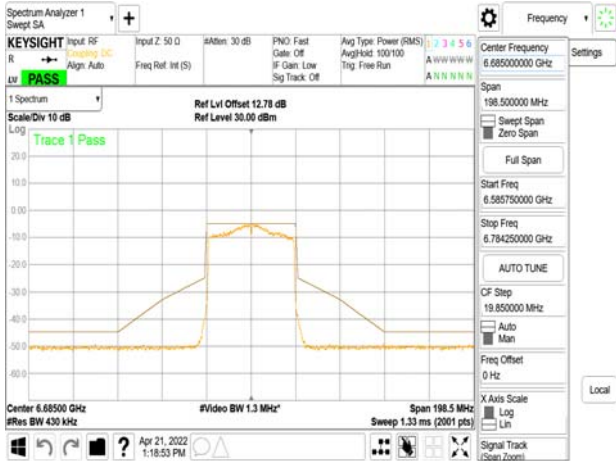 Spectrum Analyzer 1
Swept SA
+
Frequency
KEYSIGHT
R
LV PASS
Input: RF
Coupling: DC
Align: Auto
Input Z: 50 Ω
Freq Ref: Int (S)
#Atten: 30 dB
PNO: Fast
Gate: Off
IF Gain: Low
Sig Track: Off
Avg Type: Power (RMS)
Avg|Hold: 100/100
Trig: Free Run
1 2 3 4 5 6
A W W W W W
A N N N N N
1 Spectrum
Scale/Div 10 dB
Ref Lvl Offset 12.78 dB
Ref Level 30.00 dBm
Log
Trace 1 Pass
20.0
10.0
0.00
-10.0
-20.0
-30.0
-40.0
-50.0
-60.0
Center 6.68500 GHz
#Res BW 430 kHz
#Video BW 1.3 MHz*
Span 198.5 MHz
Sweep 1.33 ms (2001 pts)
Center Frequency
6.685000000 GHz
Span
198.500000 MHz
Swept Span
Zero Span
Full Span
Start Freq
6.585750000 GHz
Stop Freq
6.784250000 GHz
AUTO TUNE
CF Step
19.850000 MHz
Auto
Man
Freq Offset
0 Hz
X Axis Scale
Log
Lin
Signal Track
(Span Zoom)
Settings
Local
?
Apr 21, 2022
1:18:53 PM